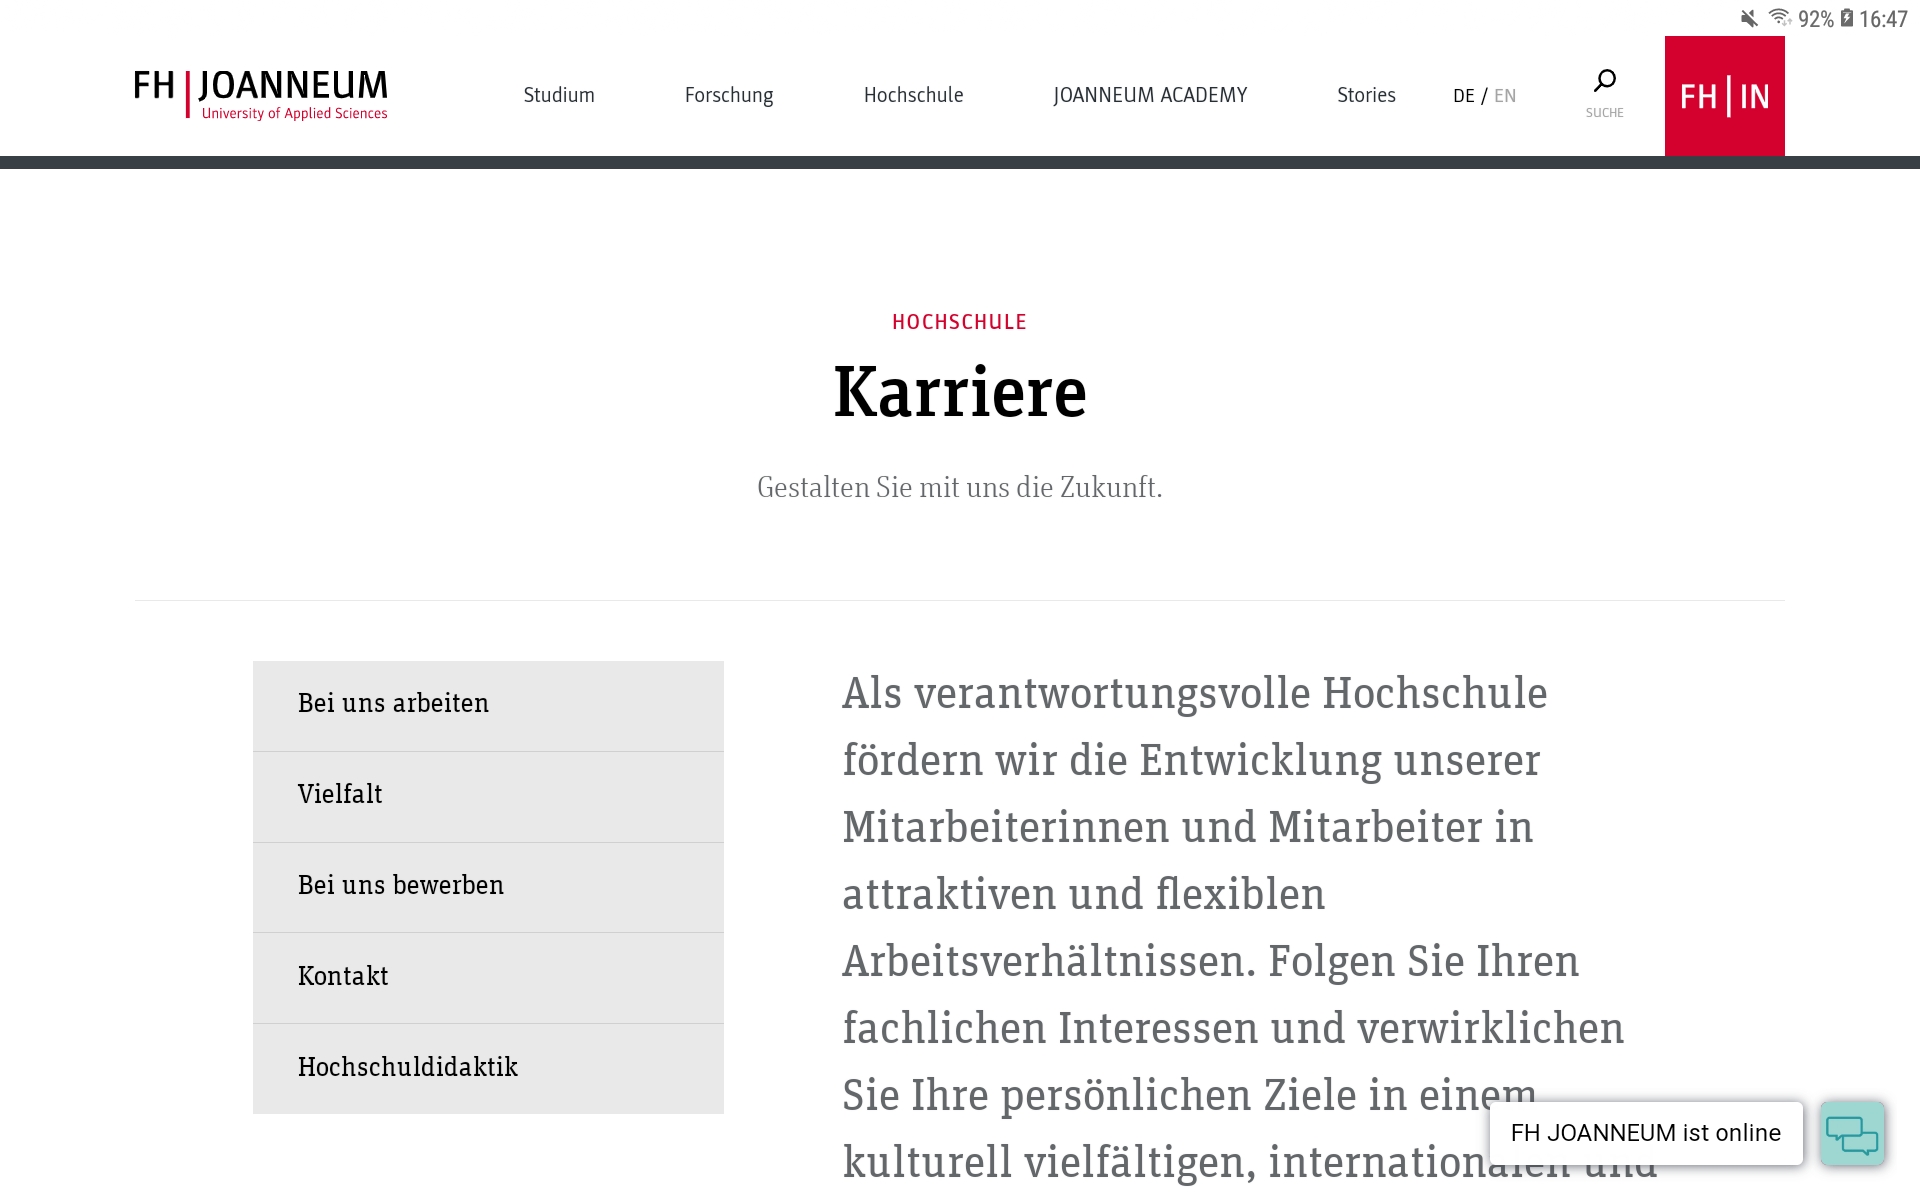 92% 16:47
FH | JOANNEUM
University of Applied Sciences
Studium
Forschung
Hochschule
JOANNEUM ACADEMY
Stories
DE / EN
SUCHE
FH | IN
HOCHSCHULE
Karriere
Gestalten Sie mit uns die Zukunft.
Bei uns arbeiten
Vielfalt
Bei uns bewerben
Kontakt
Hochschuldidaktik
Als verantwortungsvolle Hochschule
fördern wir die Entwicklung unserer
Mitarbeiterinnen und Mitarbeiter in
attraktiven und flexiblen
Arbeitsverhältnissen. Folgen Sie Ihren
fachlichen Interessen und verwirklichen
Sie Ihre persönlichen Ziele in einem
kulturell vielfältigen, internationalen und
FH JOANNEUM ist online